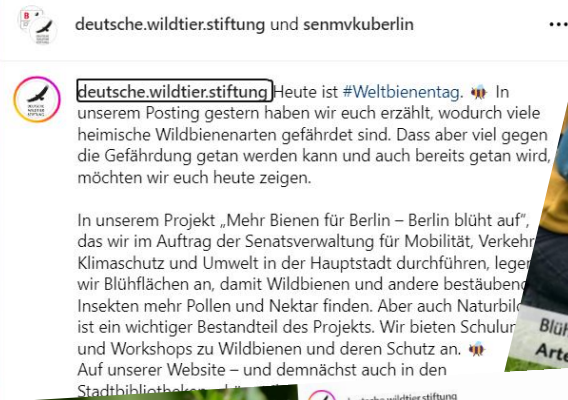 deutsche.wildtier.stiftung und senmvkuberlin
deutsche.wildtier.stiftung Heute ist #Weltbienentag. 🐝 In
unserem Posting gestern haben wir euch erzählt, wodurch viele
heimische Wildbienenarten gefährdet sind. Dass aber viel gegen
die Gefährdung getan werden kann und auch bereits getan wird,
möchten wir euch heute zeigen.
In unserem Projekt „Mehr Bienen für Berlin – Berlin blüht auf“,
das wir im Auftrag der Senatsverwaltung für Mobilität, Verkehr
Klimaschutz und Umwelt in der Hauptstadt durchführen, legen
wir Blühflächen an, damit Wildbienen und andere bestäubend
Insekten mehr Pollen und Nektar finden. Aber auch Naturbild
ist ein wichtiger Bestandteil des Projekts. Wir bieten Schulun
und Workshops zu Wildbienen und deren Schutz an. 🐝
Auf unserer Website – und demnächst auch in den
Stadtbibliotheken
deutsche.wildtier.stiftung
Blüh
Arte